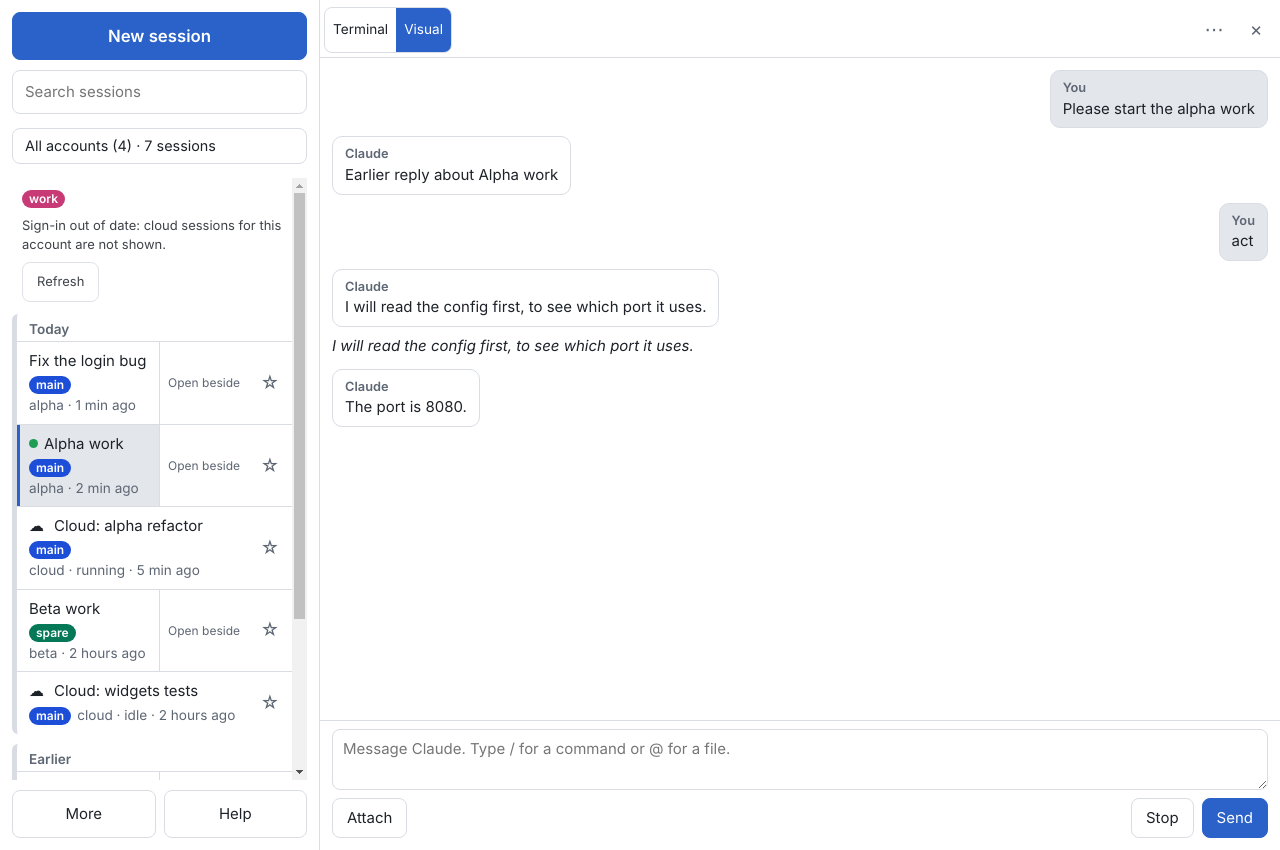 New session
Search sessions
All accounts (4) · 7 sessions
work
Sign-in out of date: cloud sessions for this
account are not shown.
Refresh
Today
Fix the login bug
main
alpha · 1 min ago
Open beside
Alpha work
main
alpha · 2 min ago
Open beside
Cloud: alpha refactor
main
cloud · running · 5 min ago
Beta work
spare
beta · 2 hours ago
Open beside
Cloud: widgets tests
main cloud · idle · 2 hours ago
Earlier
More
Help
Terminal
Visual
You
Please start the alpha work
Claude
Earlier reply about Alpha work
You
act
Claude
I will read the config first, to see which port it uses.
I will read the config first, to see which port it uses.
Claude
The port is 8080.
Message Claude. Type / for a command or @ for a file.
Attach
Stop
Send